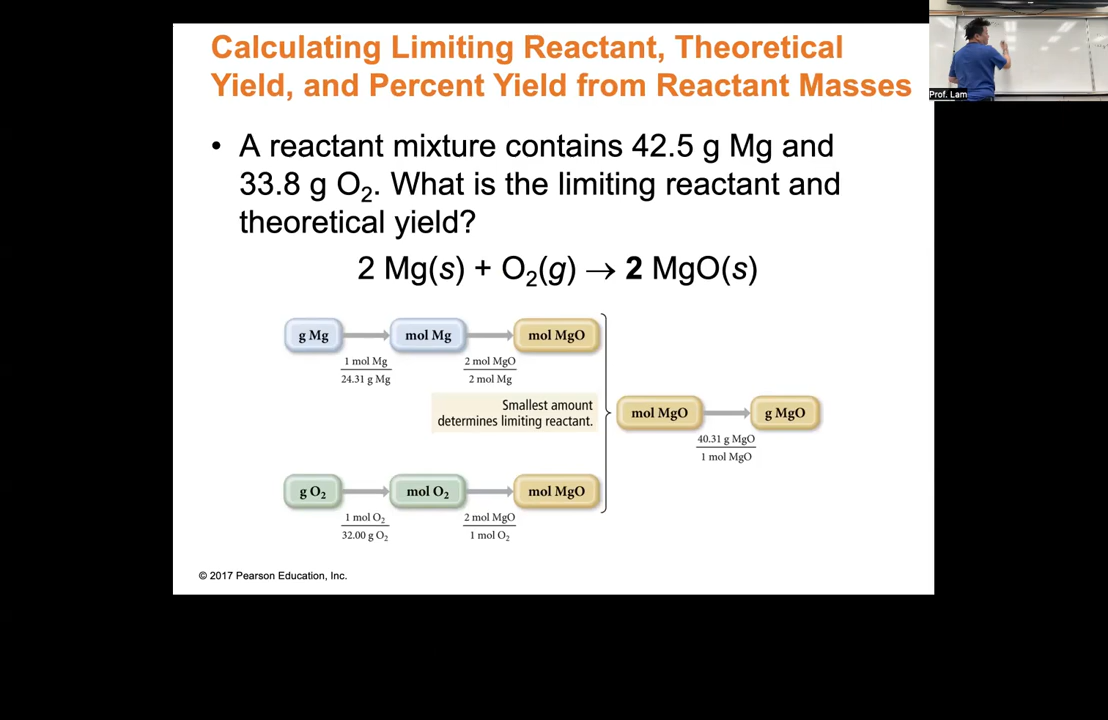 Calculating Limiting Reactant, Theoretical
Yield, and Percent Yield from Reactant Masses
Prof. Lam
• A reactant mixture contains 42.5 g Mg and
33.8 g O₂. What is the limiting reactant and
theoretical yield?
2 Mg(s) + O₂(g) → 2 MgO(s)
g Mg
mol Mg
mol MgO
1 mol Mg
24.31 g Mg
2 mol MgO
2 mol Mg
Smallest amount
determines limiting reactant.
mol MgO
g MgO
40.31 g MgO
1 mol MgO
g O₂
mol O₂
mol MgO
1 mol O₂
32.00 g O₂
2 mol MgO
1 mol O₂
© 2017 Pearson Education, Inc.